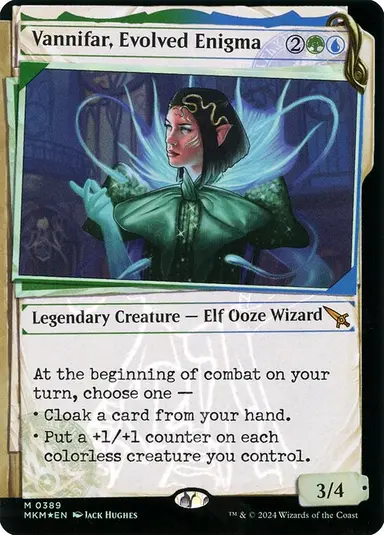 Vannifar, Evolved Enigma 2
Legendary Creature — Elf Ooze Wizard
At the beginning of combat on your
turn, choose one —
• Cloak a card from your hand.
• Put a +1/+1 counter on each
colorless creature you control.
3/4
M 0389
MKM★EN Jack Hughes
™ & © 2024 Wizards of the Coast